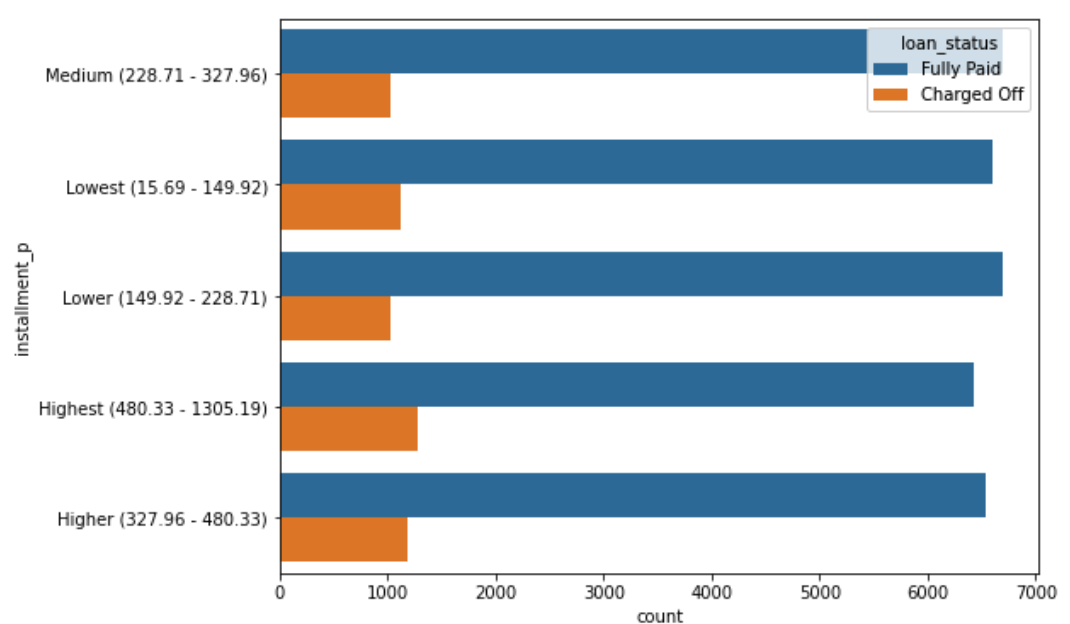 loan_status
Fully Paid
Charged Off
Medium (228.71 - 327.96)
Lowest (15.69 - 149.92)
Lower (149.92 - 228.71)
Highest (480.33 - 1305.19)
Higher (327.96 - 480.33)
installment_p
0 1000 2000 3000 4000 5000 6000 7000
count